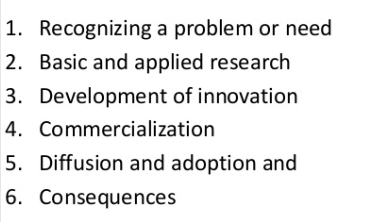 1. Recognizing a problem or need
2. Basic and applied research
3. Development of innovation
4. Commercialization
5. Diffusion and adoption and
6. Consequences